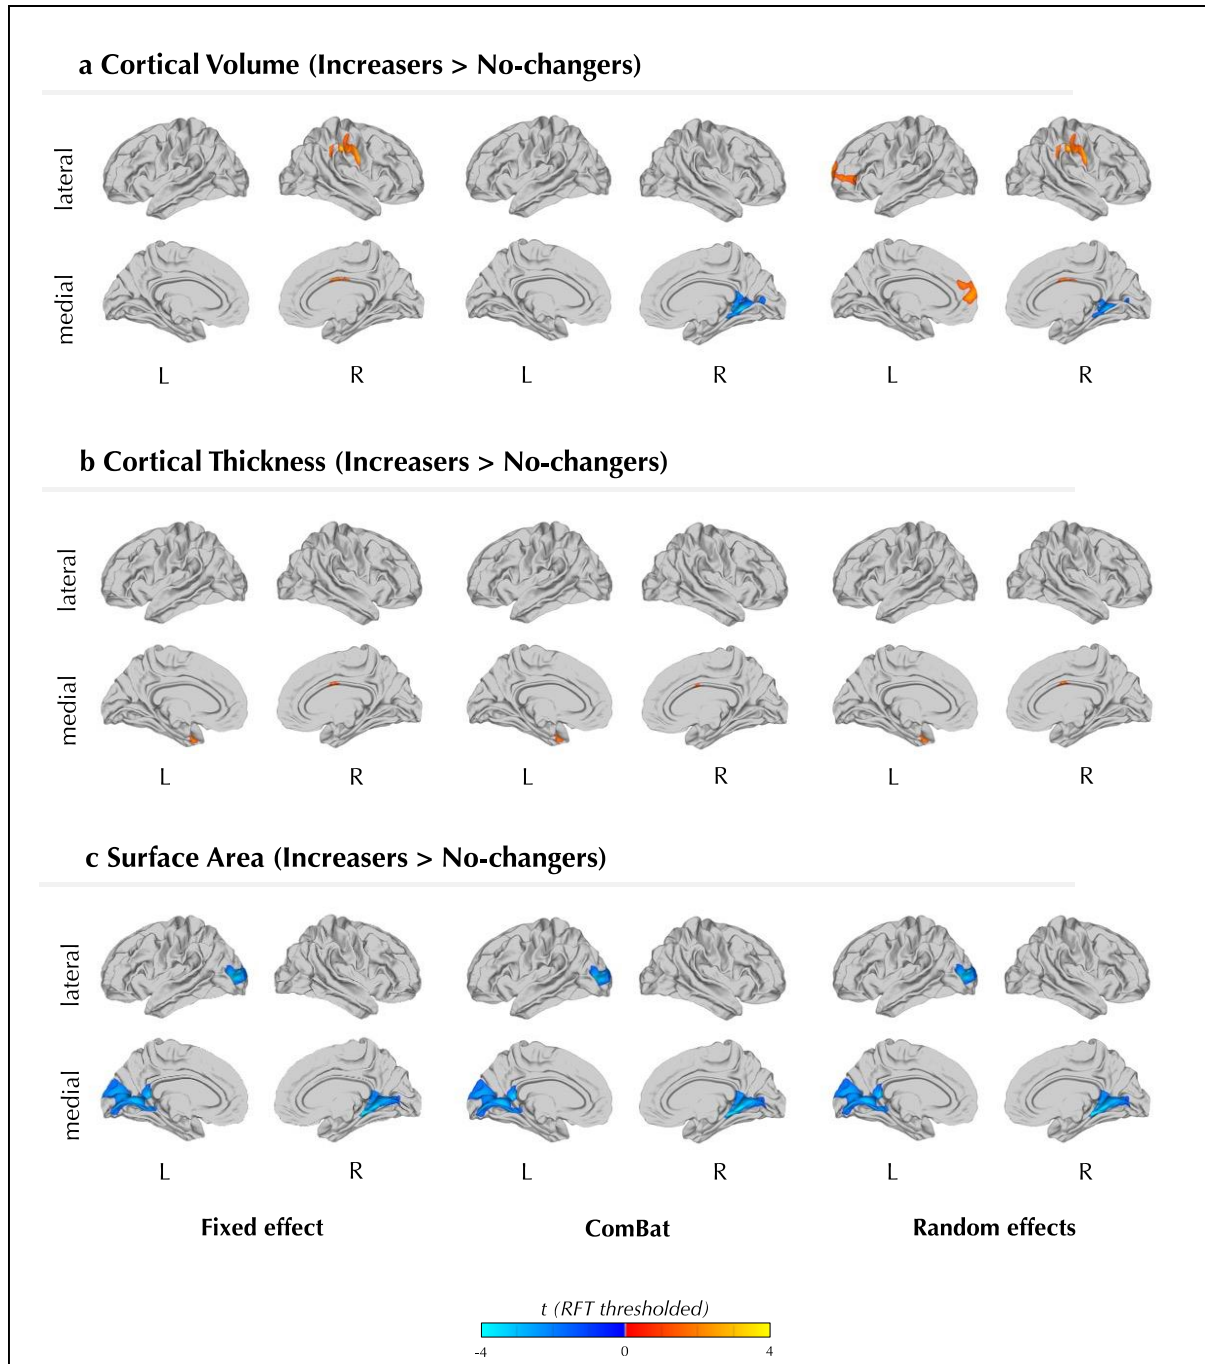 a Cortical Volume (Increasers > No-changers)
lateral
medial
L R L R L R
b Cortical Thickness (Increasers > No-changers)
lateral
medial
L R L R L R
c Surface Area (Increasers > No-changers)
lateral
medial
L R L R L R
Fixed effect ComBat Random effects
t (RFT thresholded)
-4 0 4